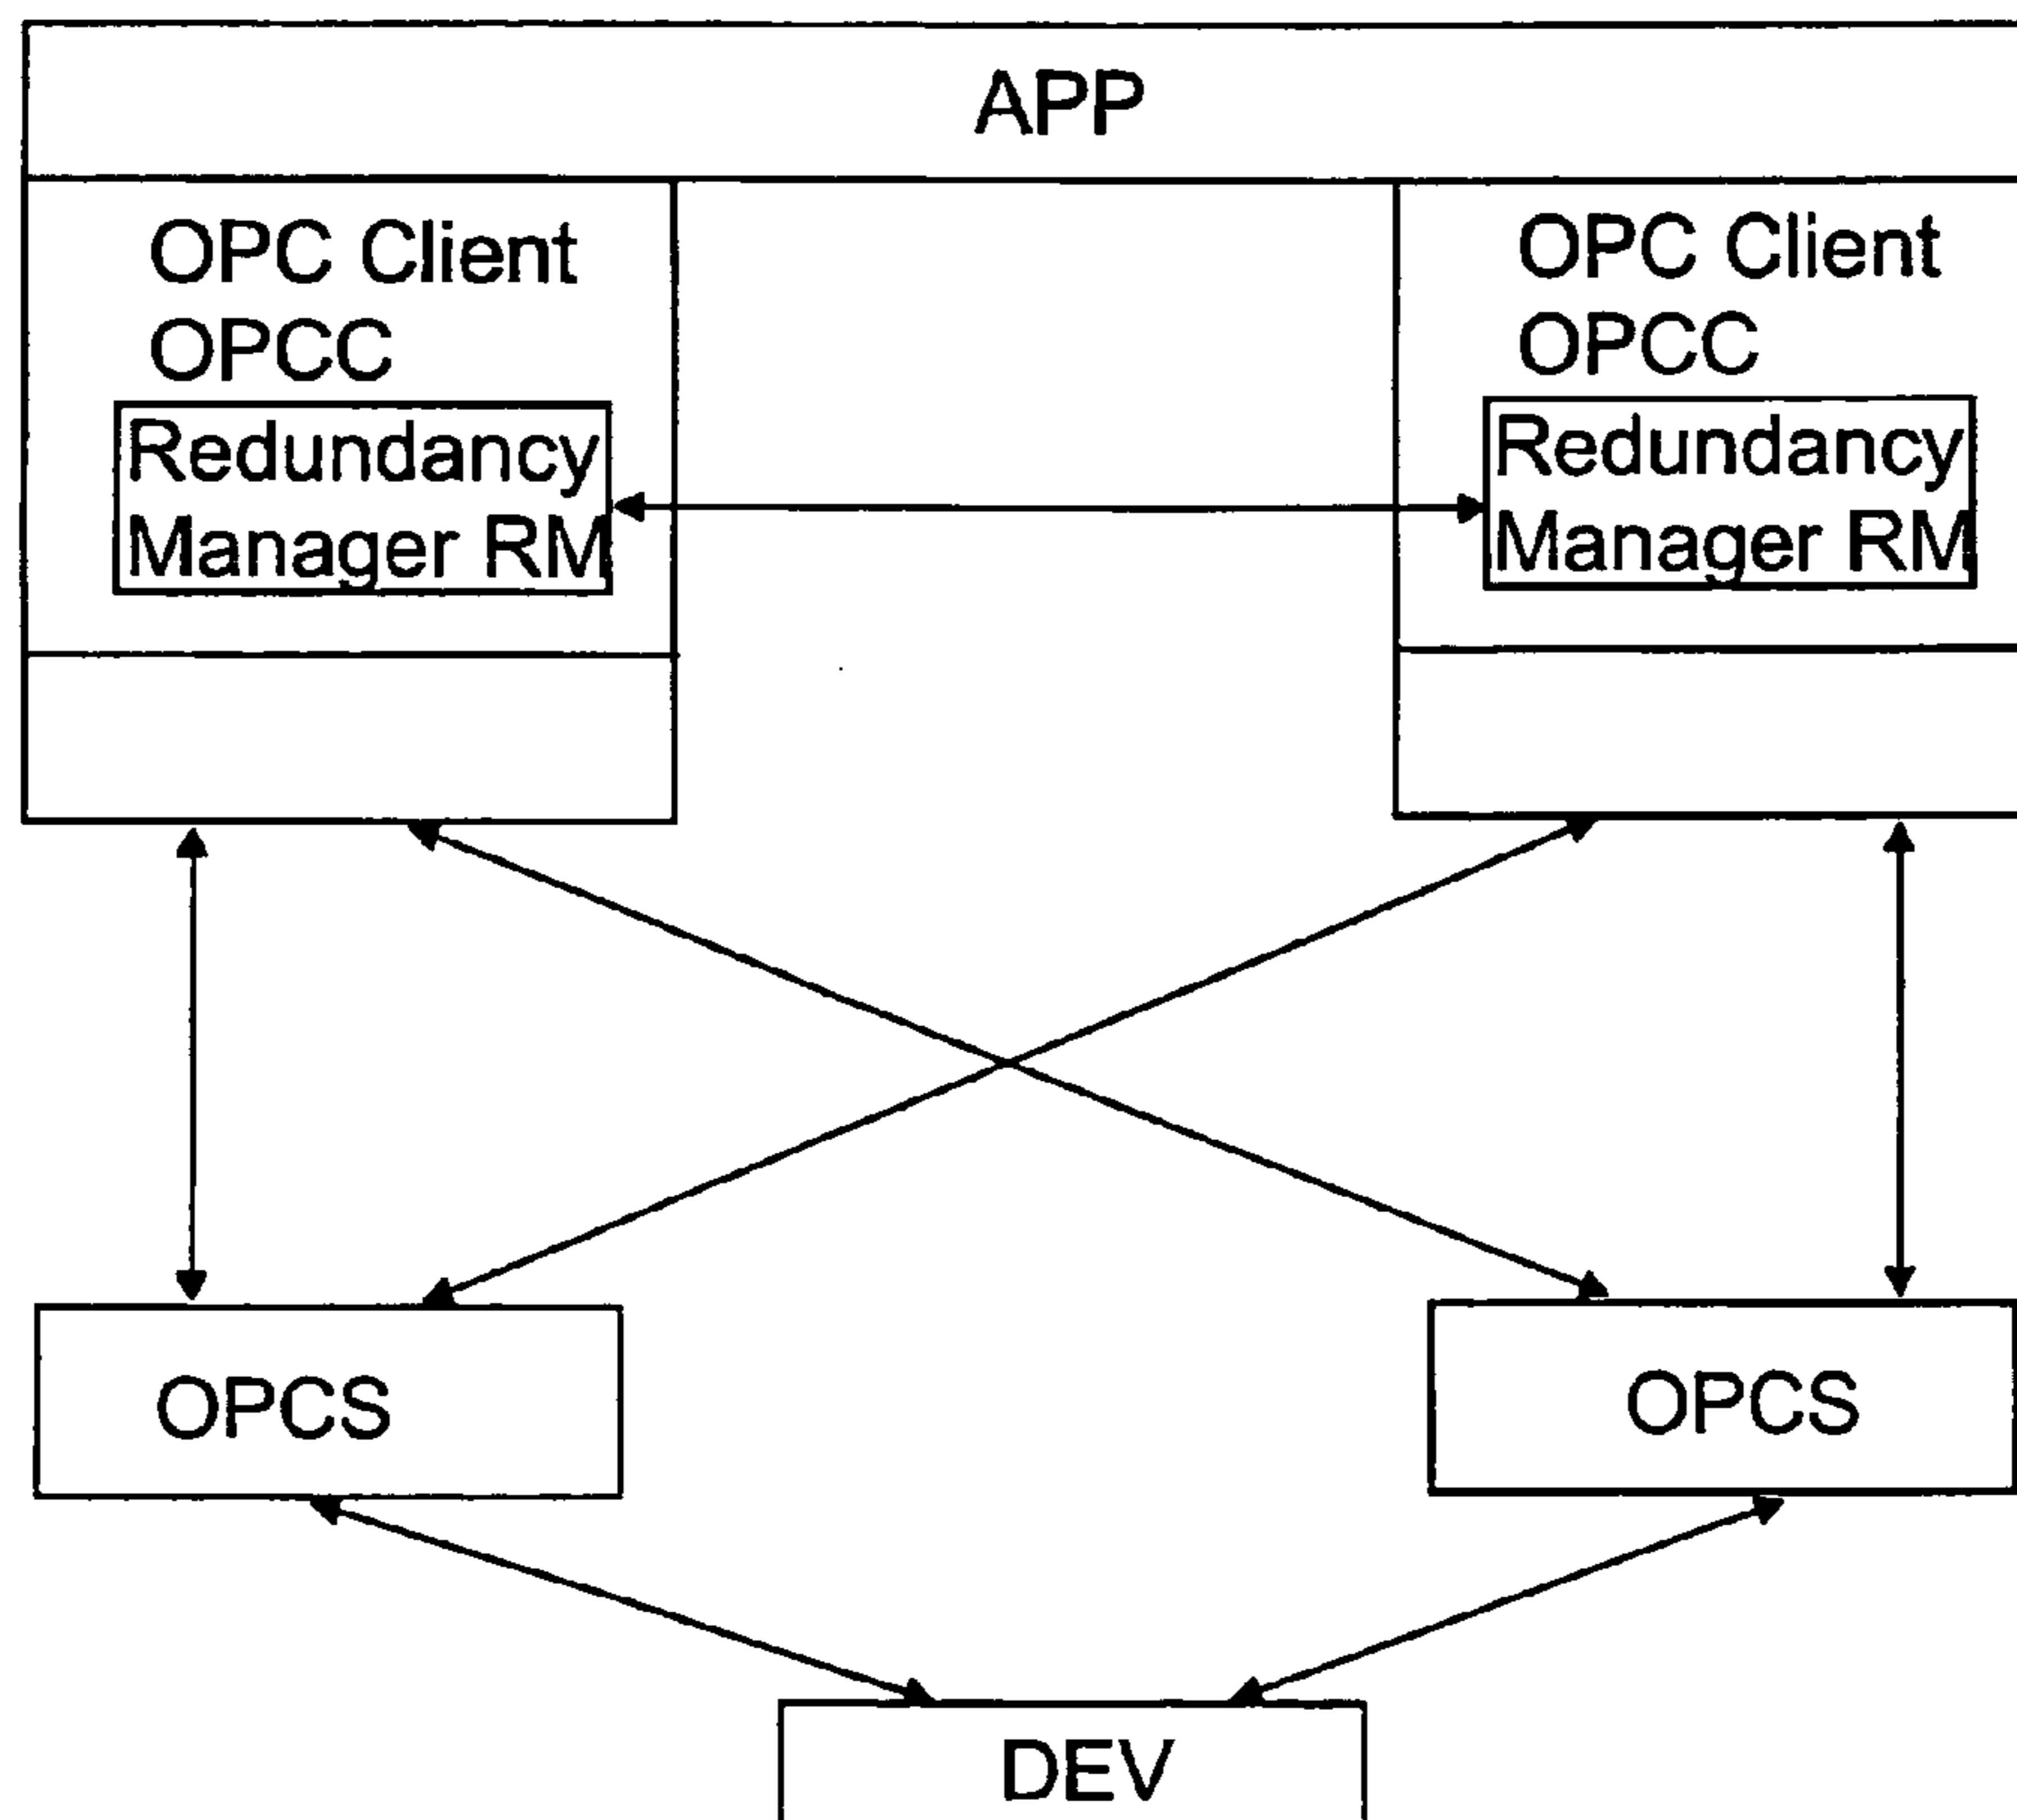 APP
OPC Client
OPCC
Redundancy
Manager RM
OPC Client
OPCC
Redundancy
Manager RM
OPCS
OPCS
DEV